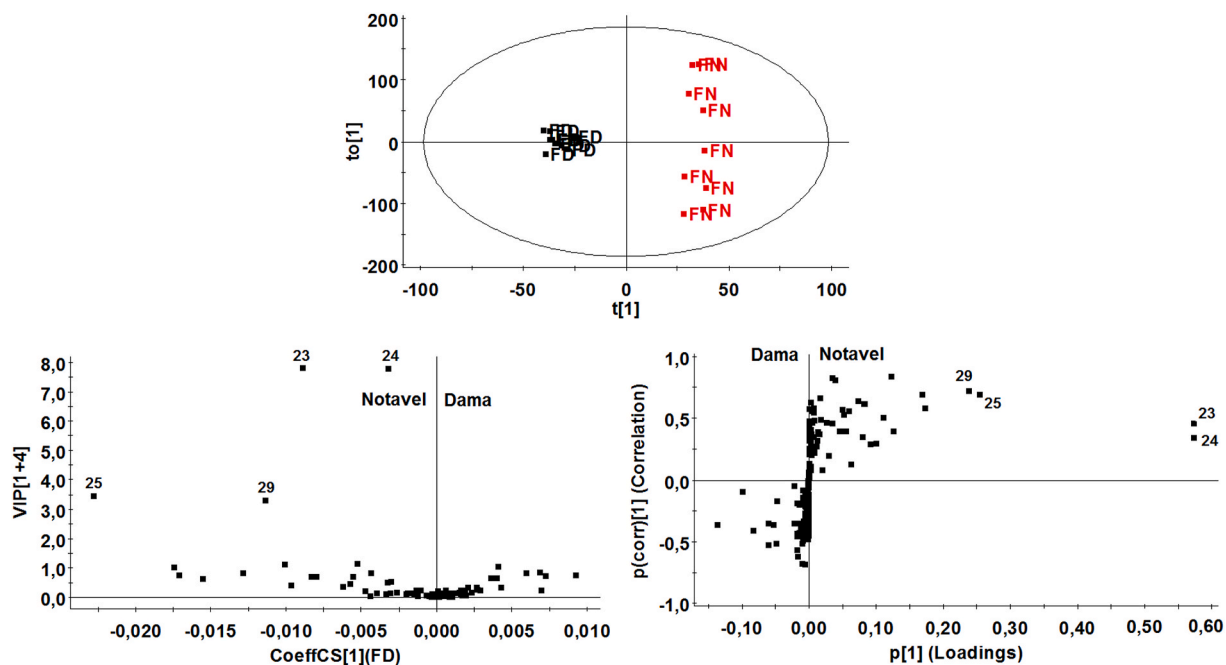 200
100
0
-100
-200
to[1]
FN FN
FN
FN
FN
FN
FN
FN FN
FD FD
FD
FD
FD
FD
-100 -50 0 50 100
t[1]
8,0
7,0
6,0
5,0
4,0
3,0
2,0
1,0
0,0
VIP[1+4]
23 24
Notavel Dama
25 29
-0,020 -0,015 -0,010 -0,005 0,000 0,005 0,010
CoeffCS[1](FD)
1,0
0,5
0,0
-0,5
-1,0
p(corr)[1] (Correlation)
Dama Notavel
29
25
23
24
-0,10 0,00 0,10 0,20 0,30 0,40 0,50 0,60
p[1] (Loadings)